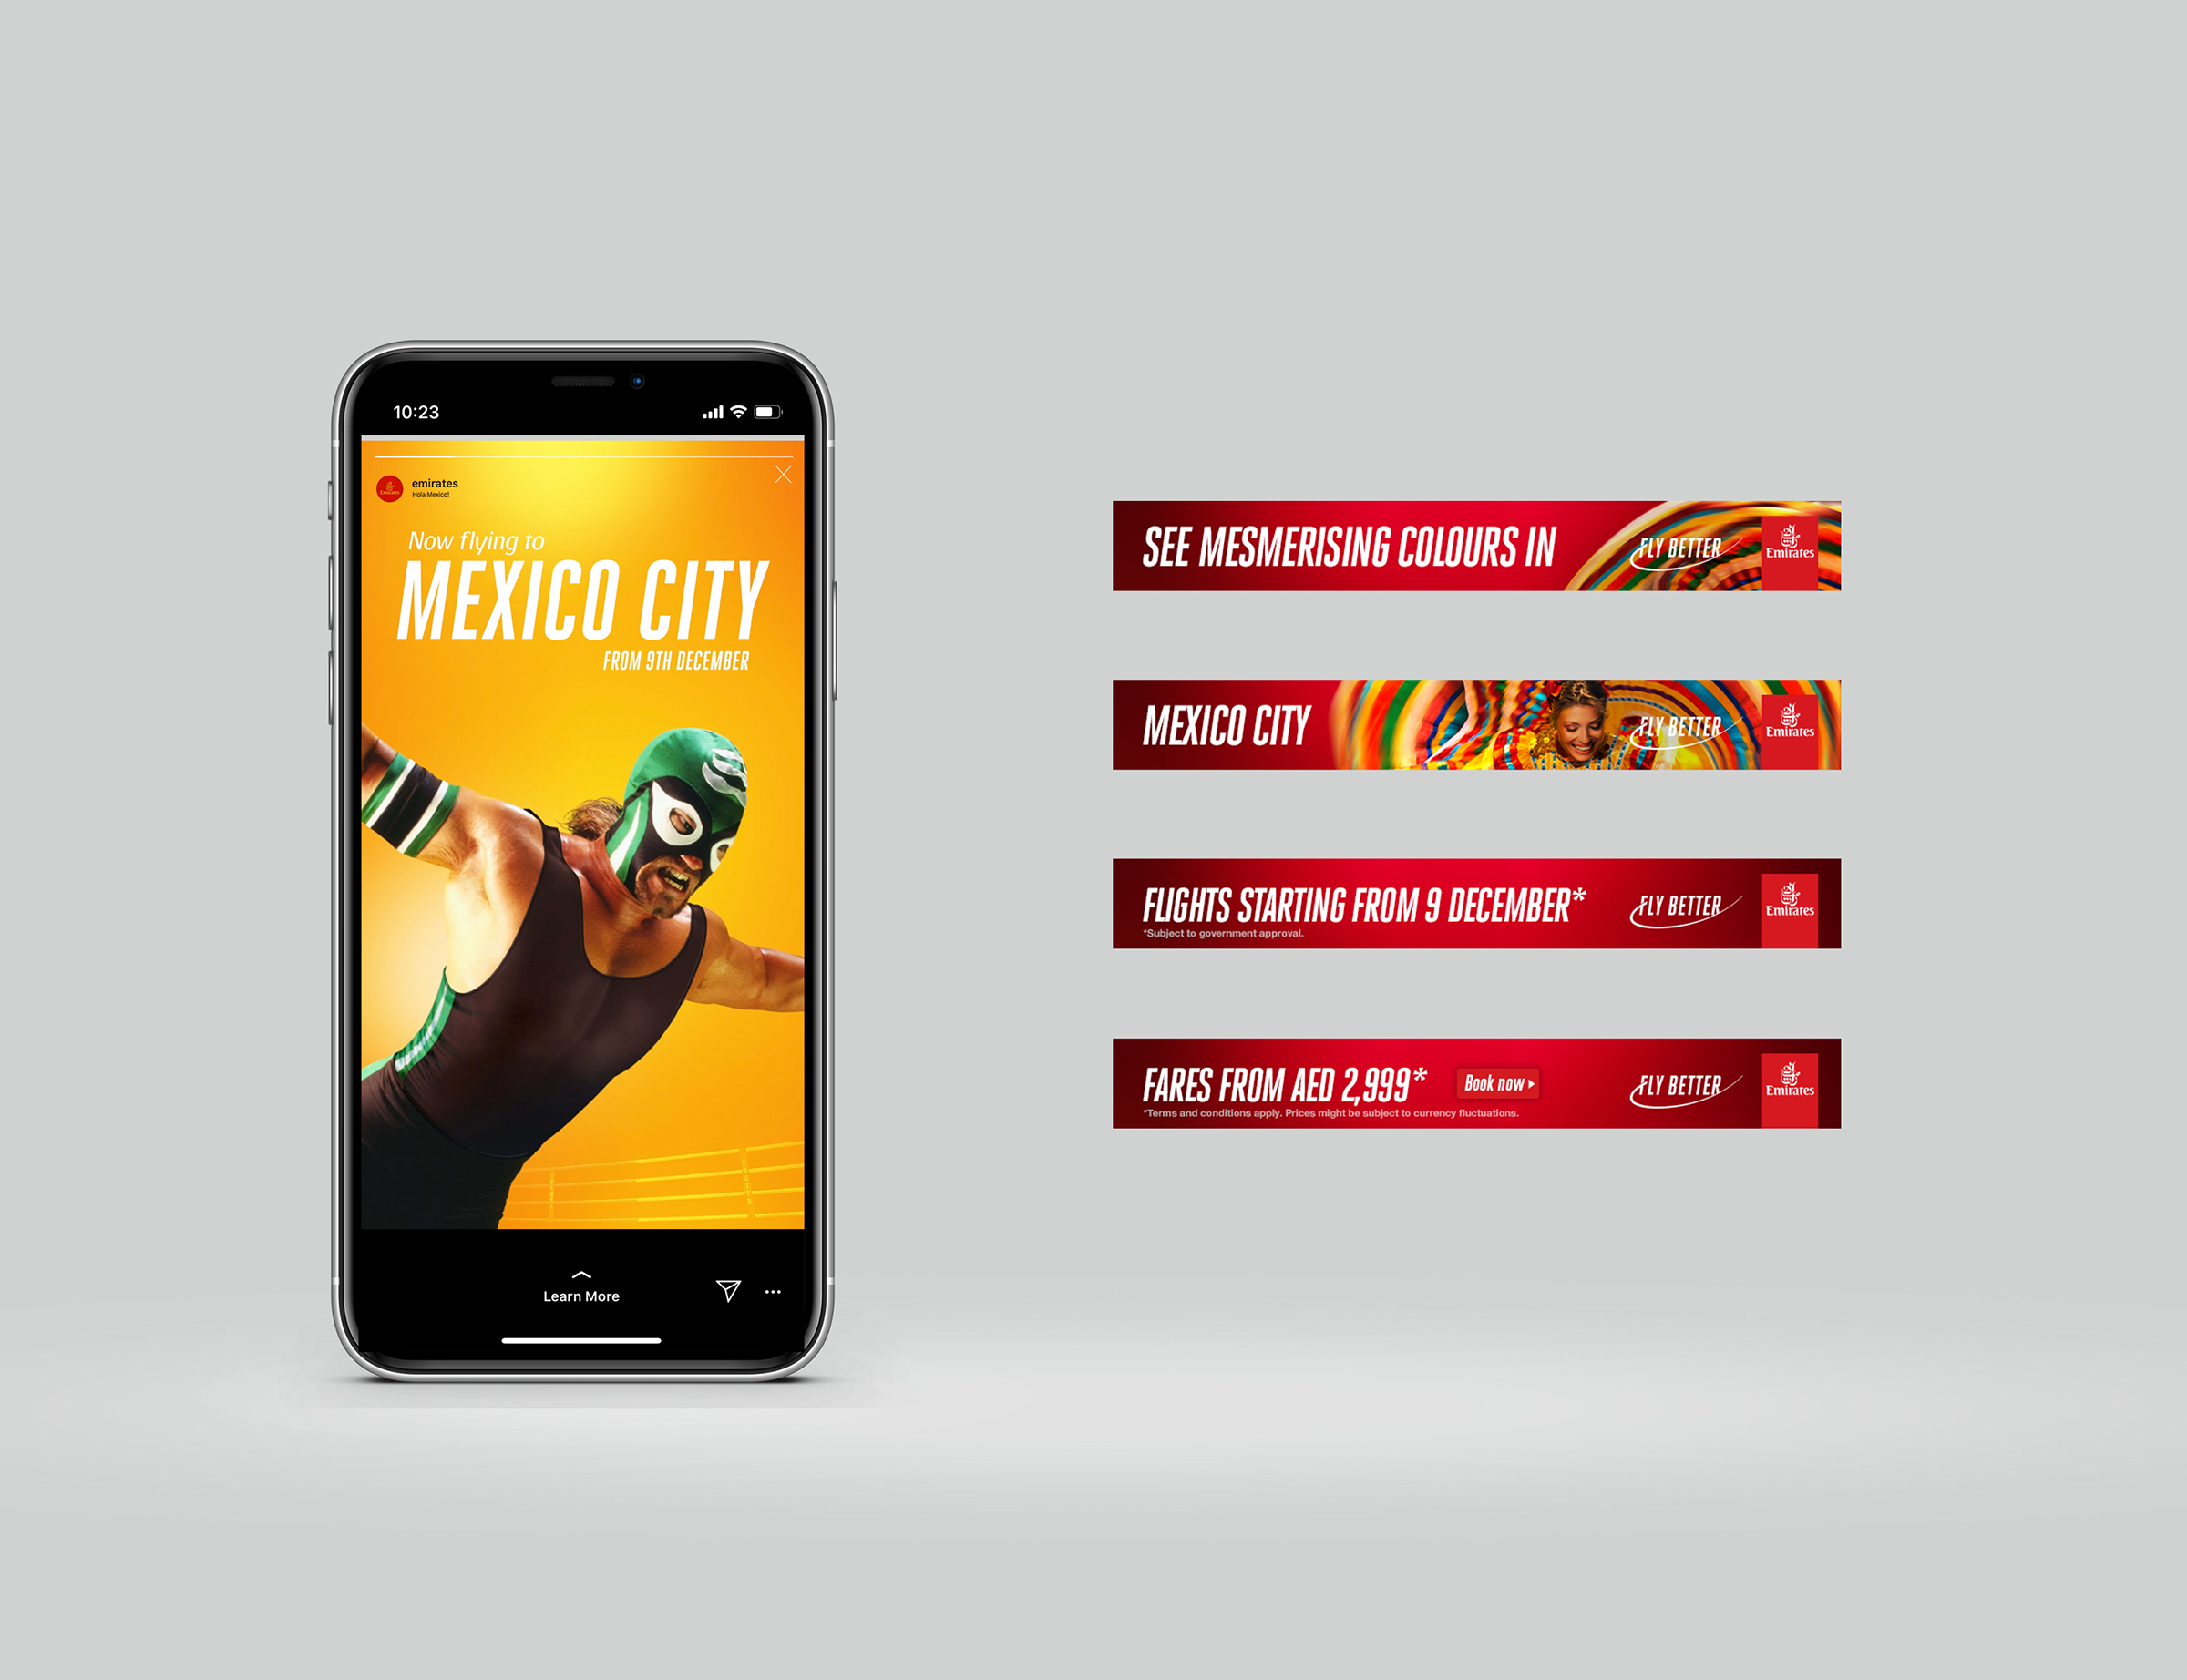 10:23
emirates
Hola Mexico!
Now flying to
MEXICO CITY
FROM 9TH DECEMBER
Learn More
SEE MESMERISING COLOURS IN
FLY BETTER
Emirates
MEXICO CITY
FLY BETTER
Emirates
FLIGHTS STARTING FROM 9 DECEMBER*
*Subject to government approval.
FLY BETTER
Emirates
FARES FROM AED 2,999*
Book now
*Terms and conditions apply. Prices might be subject to currency fluctuations.
FLY BETTER
Emirates